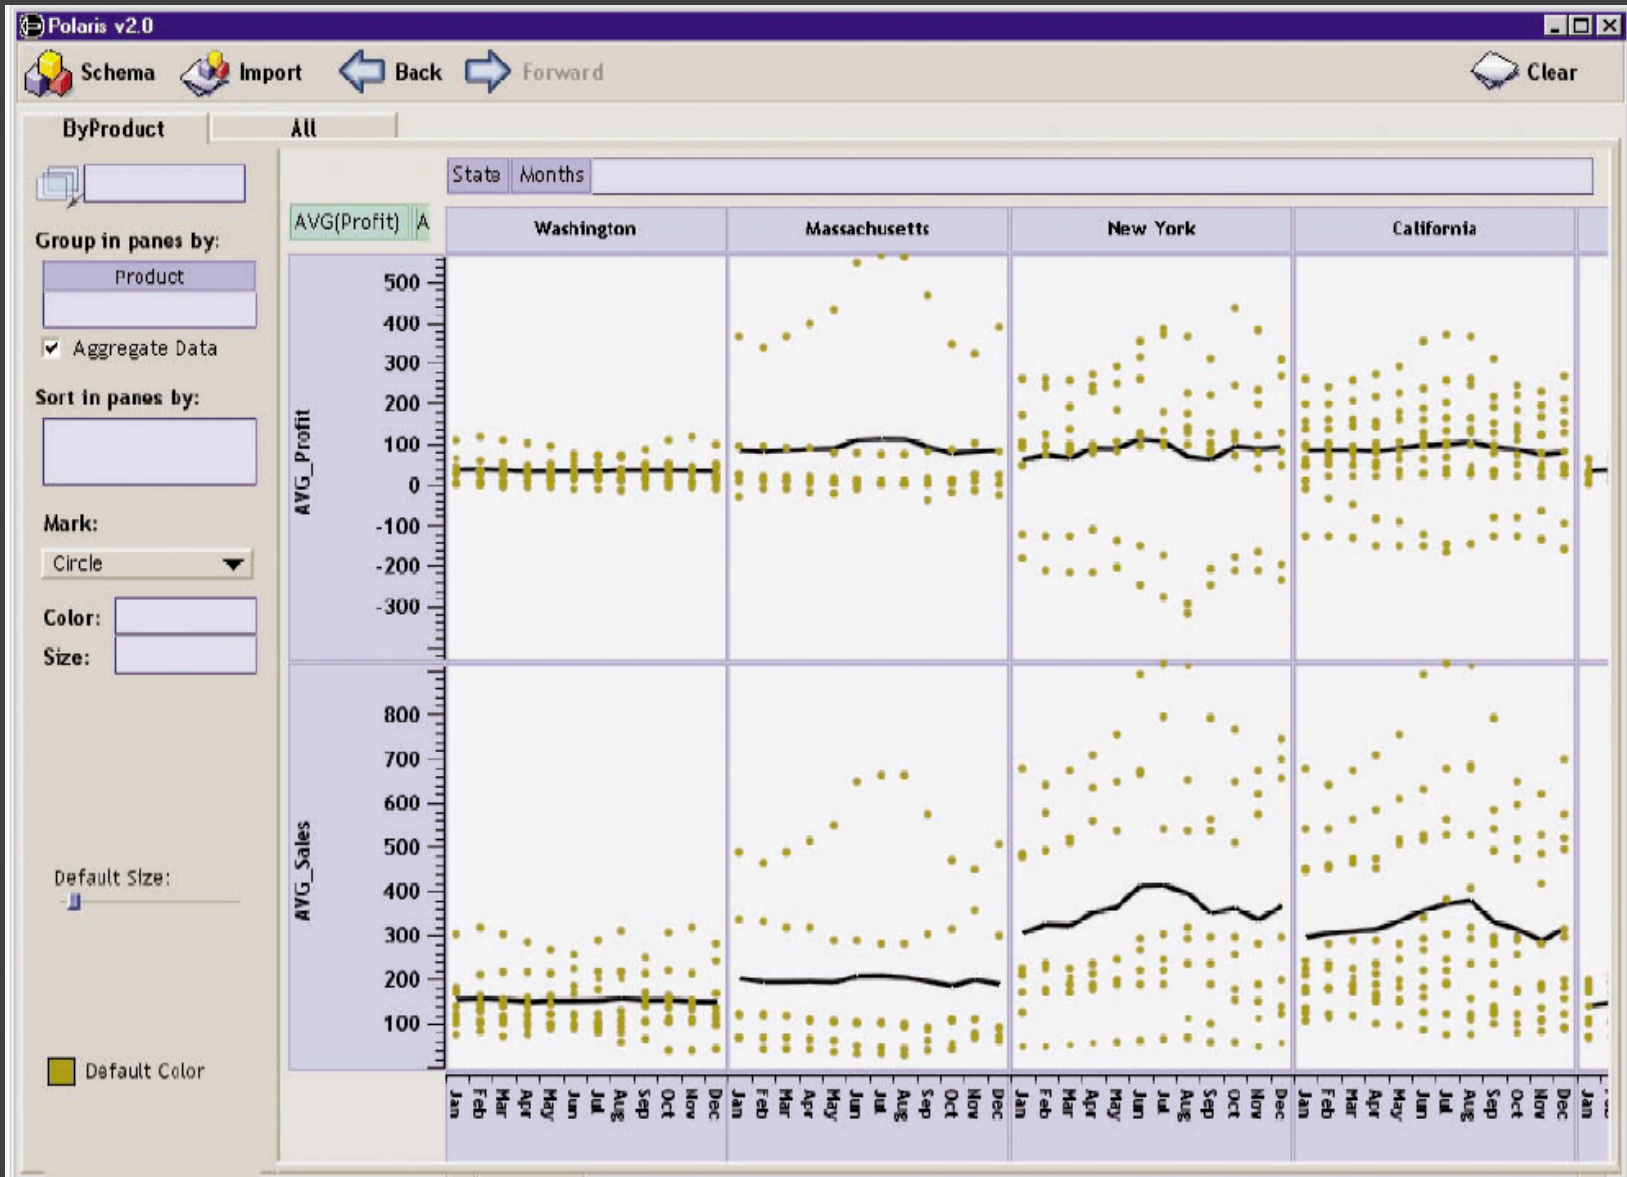 Polaris v2.0
Schema Import Back Forward Clear
ByProduct All
State Months
AVG(Profit) A
Washington Massachusetts New York California
Group in panes by:
Product
Aggregate Data
Sort in panes by:
Mark:
Circle
Color:
Size:
Default Size:
Default Color
AVG_Profit
500
400
300
200
100
0
-100
-200
-300
AVG_Sales
800
700
600
500
400
300
200
100
Jan Feb Mar Apr May Jun Jul Aug Sep Oct Nov Dec Jan Feb Mar Apr May Jun Jul Aug Sep Oct Nov Dec Jan Feb Mar Apr May Jun Jul Aug Sep Oct Nov Dec Jan Feb Mar Apr May Jun Jul Aug Sep Oct Nov Dec Jan